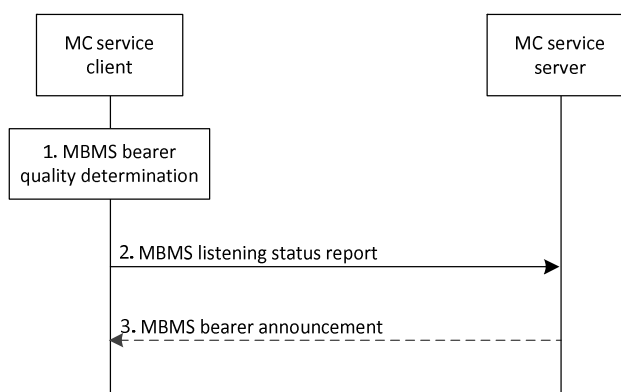 MC service
client
MC service
server
1. MBMS bearer
quality determination
2. MBMS listening status report
3. MBMS bearer announcement